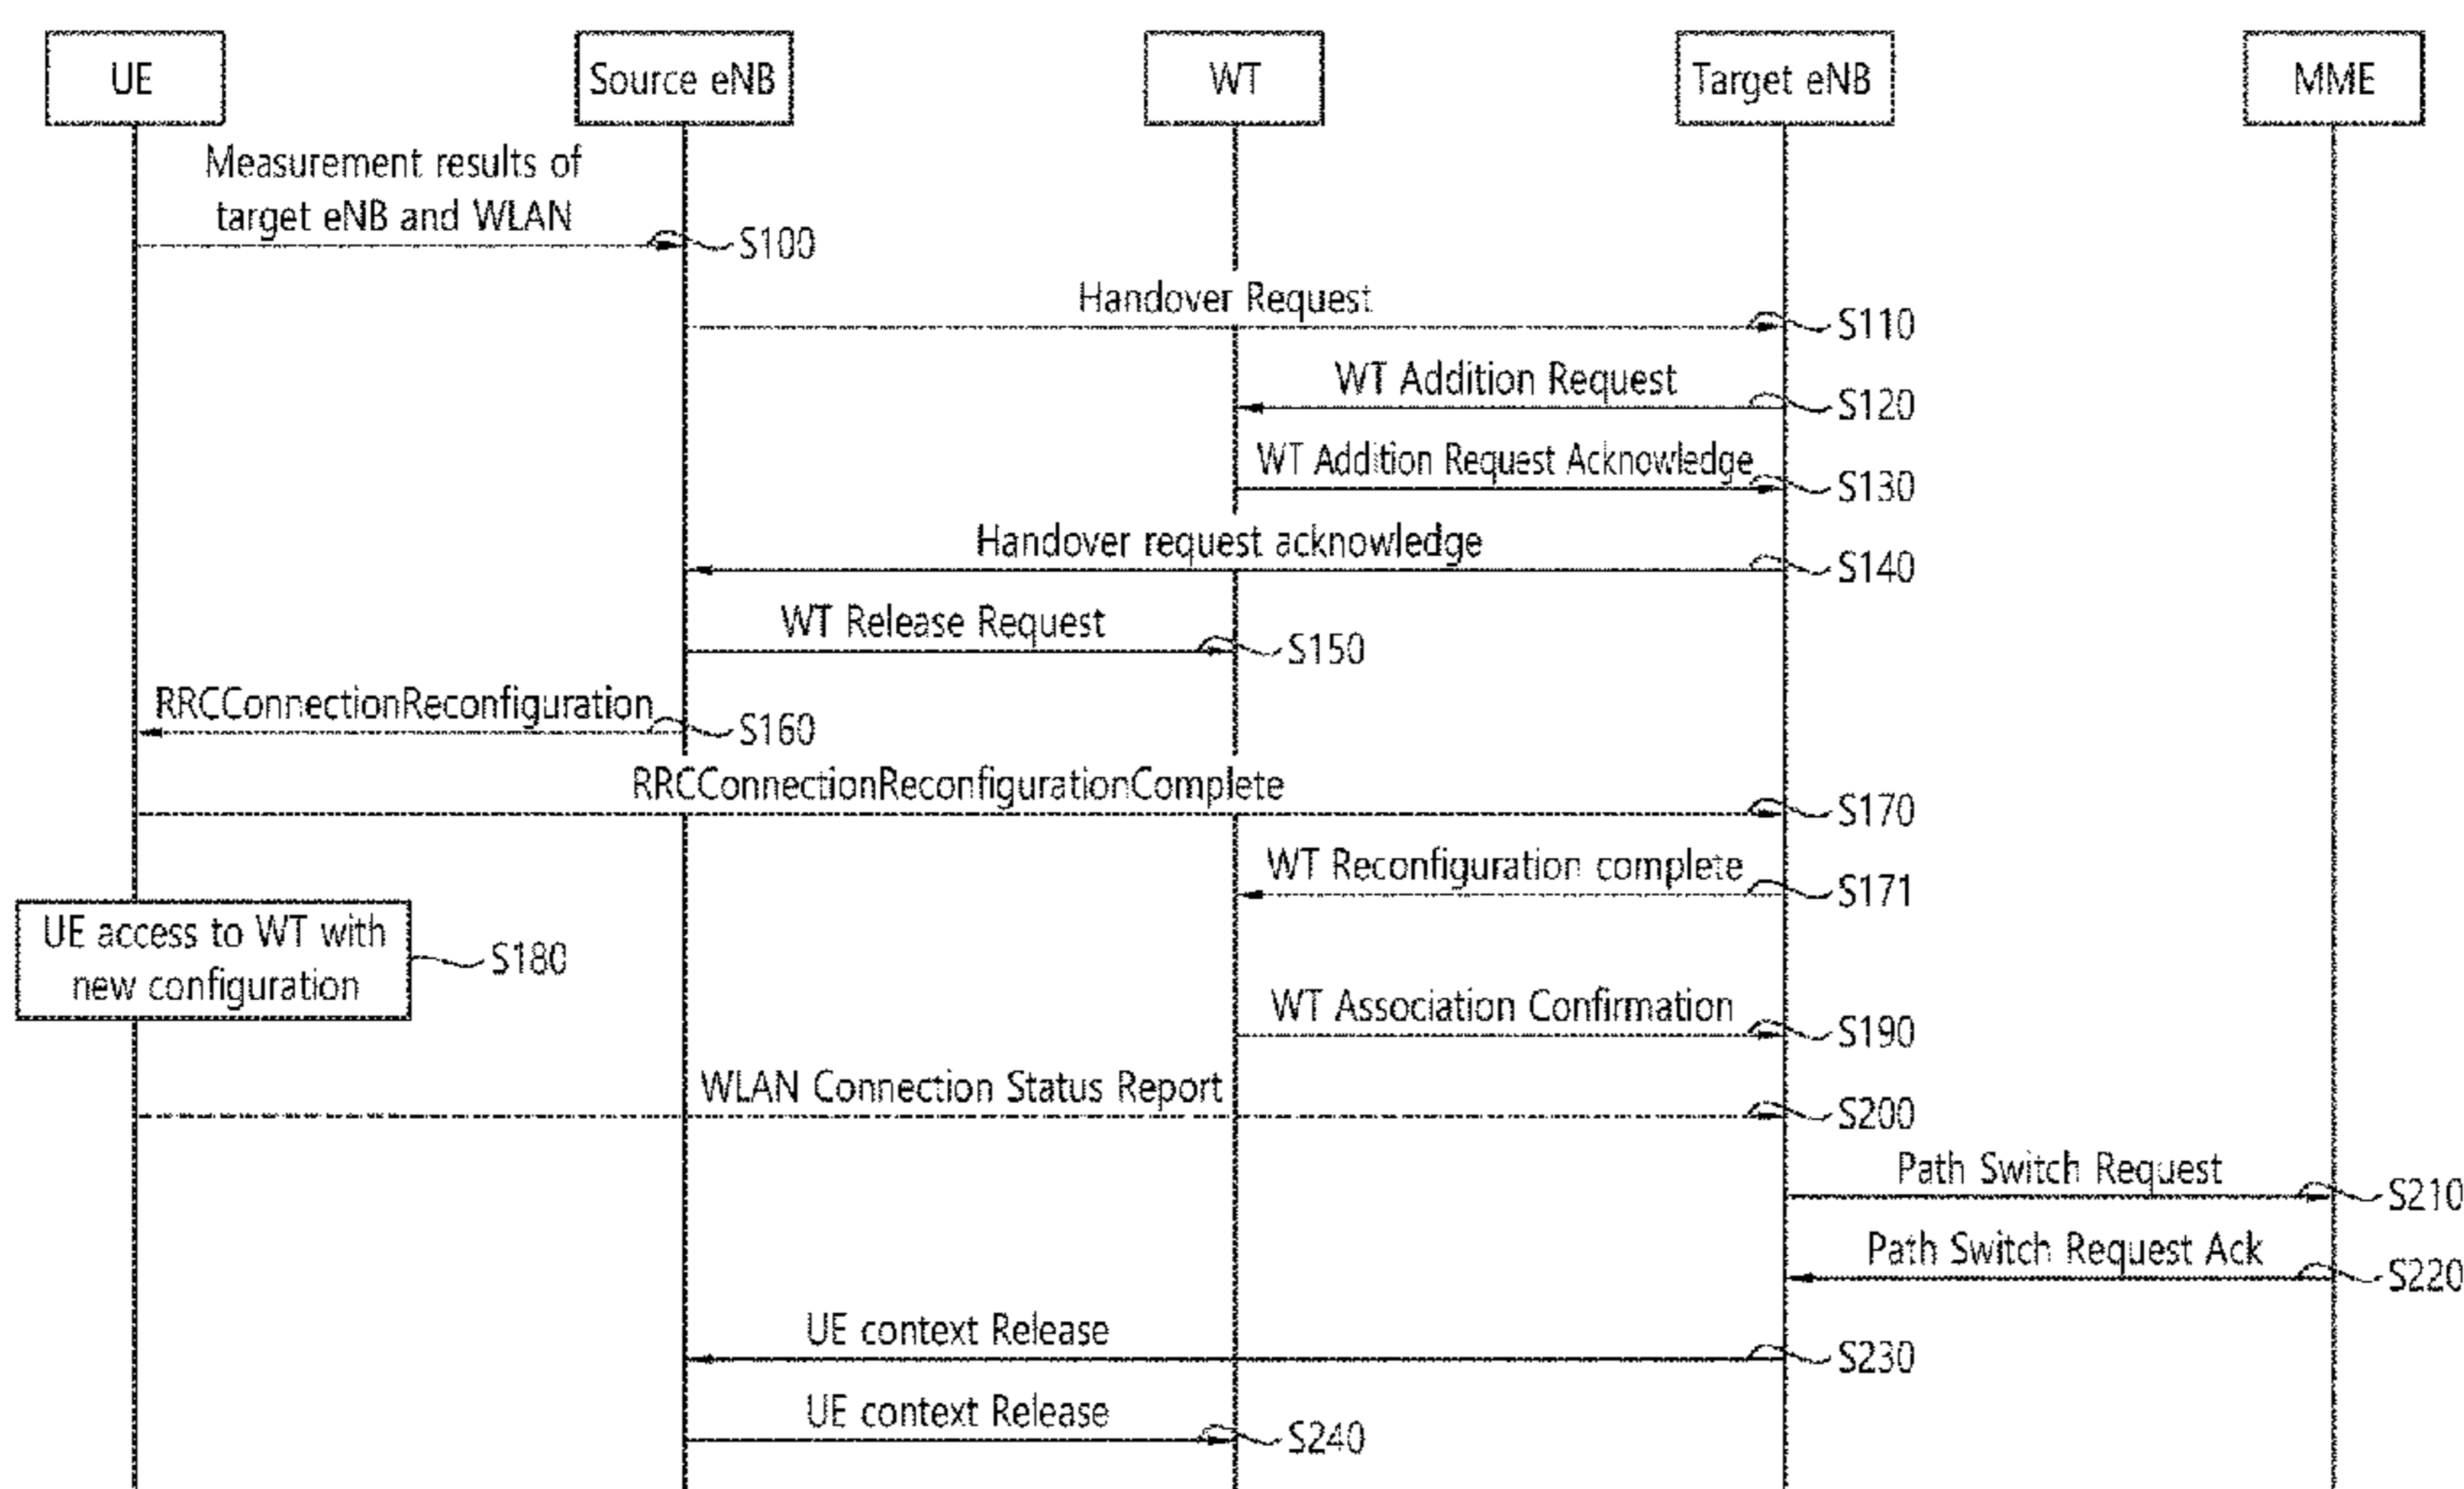 UE
Source eNB
WT
Target eNB
MME
Measurement results of
target eNB and WLAN
S100
Handover Request
S110
WT Addition Request
S120
WT Addition Request Acknowledge
S130
Handover request acknowledge
S140
WT Release Request
S150
RRCConnectionReconfiguration
S160
RRCConnectionReconfigurationComplete
S170
WT Reconfiguration complete
S171
UE access to WT with
new configuration
S180
WT Association Confirmation
S190
WLAN Connection Status Report
S200
Path Switch Request
S210
Path Switch Request Ack
S220
UE context Release
S230
UE context Release
S240